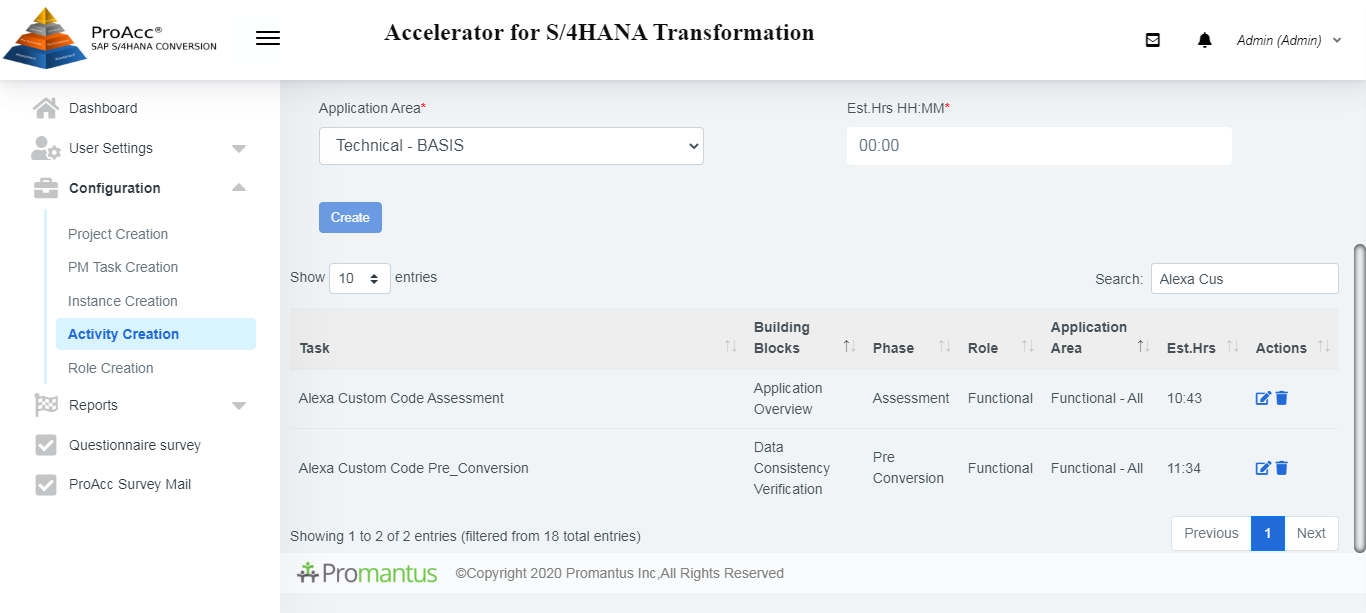 ProAcc®
SAP S/4HANA CONVERSION
Accelerator for S/4HANA Transformation
Admin (Admin)
Dashboard
User Settings
Configuration
Project Creation
PM Task Creation
Instance Creation
Activity Creation
Role Creation
Reports
Questionnaire survey
ProAcc Survey Mail
Application Area*
Est.Hrs HH:MM*
Technical - BASIS
00:00
Create
Show 10 entries
Search: Alexa Cus
Task
Building Blocks
Phase
Role
Application Area
Est.Hrs
Actions
Alexa Custom Code Assessment
Application
Overview
Assessment
Functional
Functional - All
10:43
Alexa Custom Code Pre_Conversion
Data
Consistency
Verification
Pre
Conversion
Functional
Functional - All
11:34
Showing 1 to 2 of 2 entries (filtered from 18 total entries)
Previous 1 Next
Promantus
©Copyright 2020 Promantus Inc,All Rights Reserved